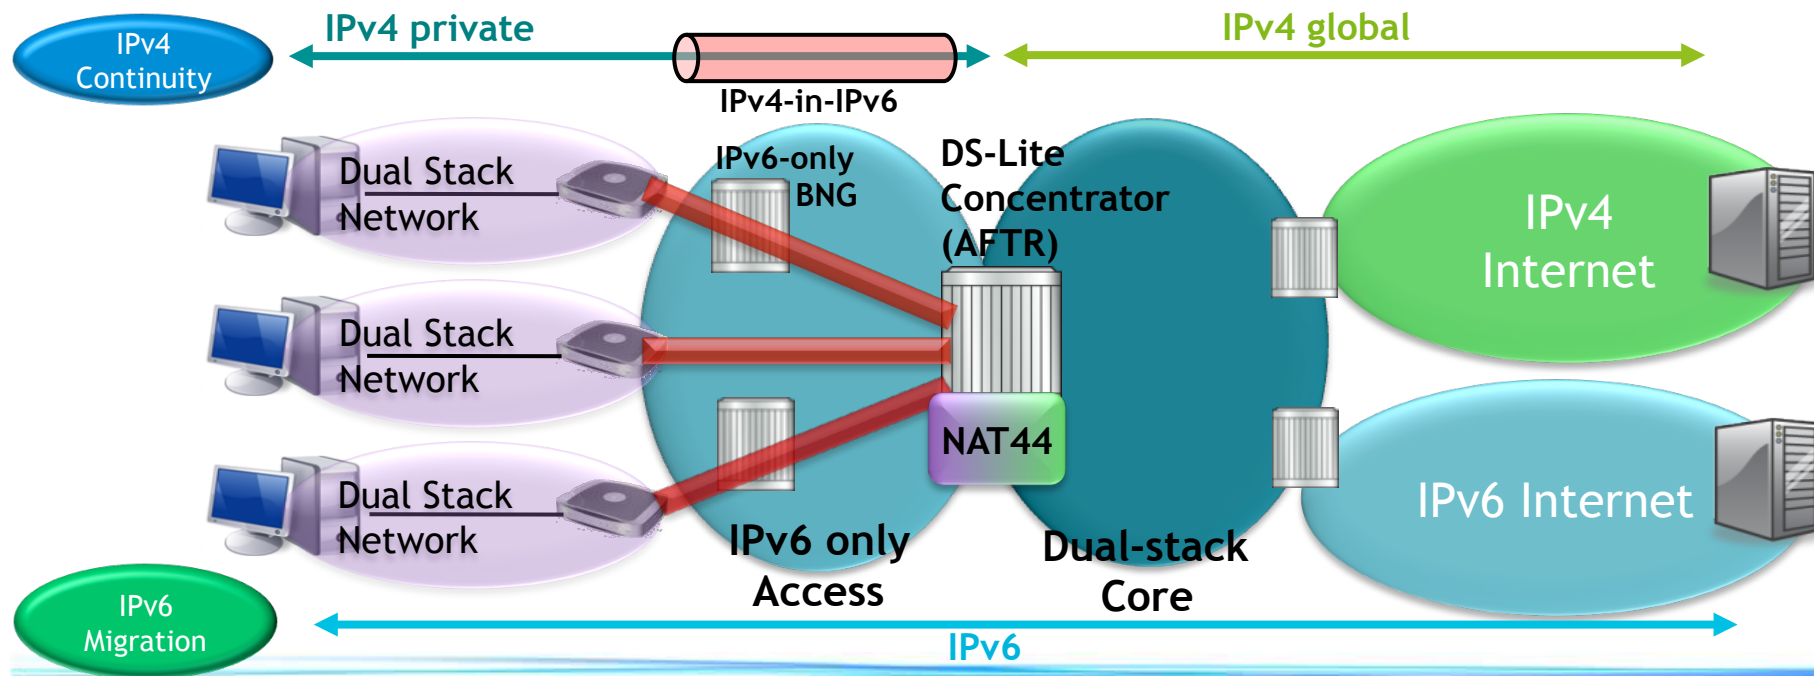 IPv4
Continuity
IPv4 private
IPv4 global
IPv4-in-IPv6
Dual Stack
Network
IPv6-only
BNG
DS-Lite
Concentrator
(AFTR)
IPv4
Internet
Dual Stack
Network
NAT44
Dual Stack
Network
IPv6 only
Access
Dual-stack
Core
IPv6 Internet
IPv6
Migration
IPv6